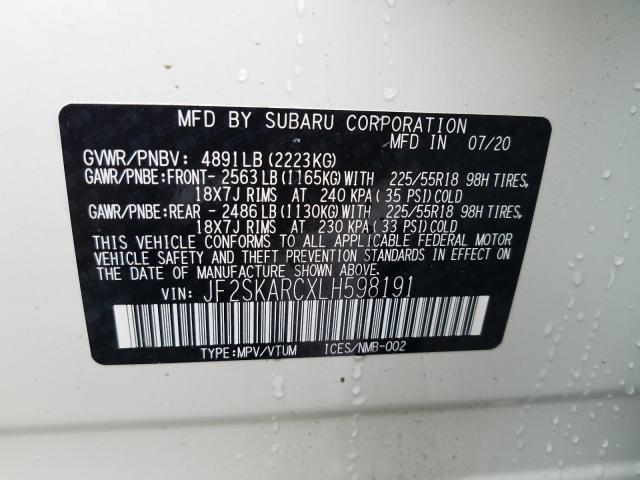 MFD BY SUBARU CORPORATION
MFD IN 07/20
GVWR/PNBV: 4891LB(2223KG)
GAWR/PNBE:FRONT- 2563LB(1165KG)WITH 225/55R18 98H TIRES,
18X7J RIMS AT 240 KPA(35 PSI)COLD
GAWR/PNBE:REAR -2486LB(1130KG)WITH 225/55R18 98H TIRES,
18X7J RIMS AT 230 KPA(33 PSI)COLD
THIS VEHICLE CONFORMS TO ALL APPLICABLE FEDERAL MOTOR
VEHICLE SAFETY AND THEFT PREVENTION STANDARDS IN EFFECT ON
THE DATE OF MANUFACTURE SHOWN ABOVE.
VIN: JF2SKARCXLH598191
TYPE:MPV/VTUM ICES/NMB-002